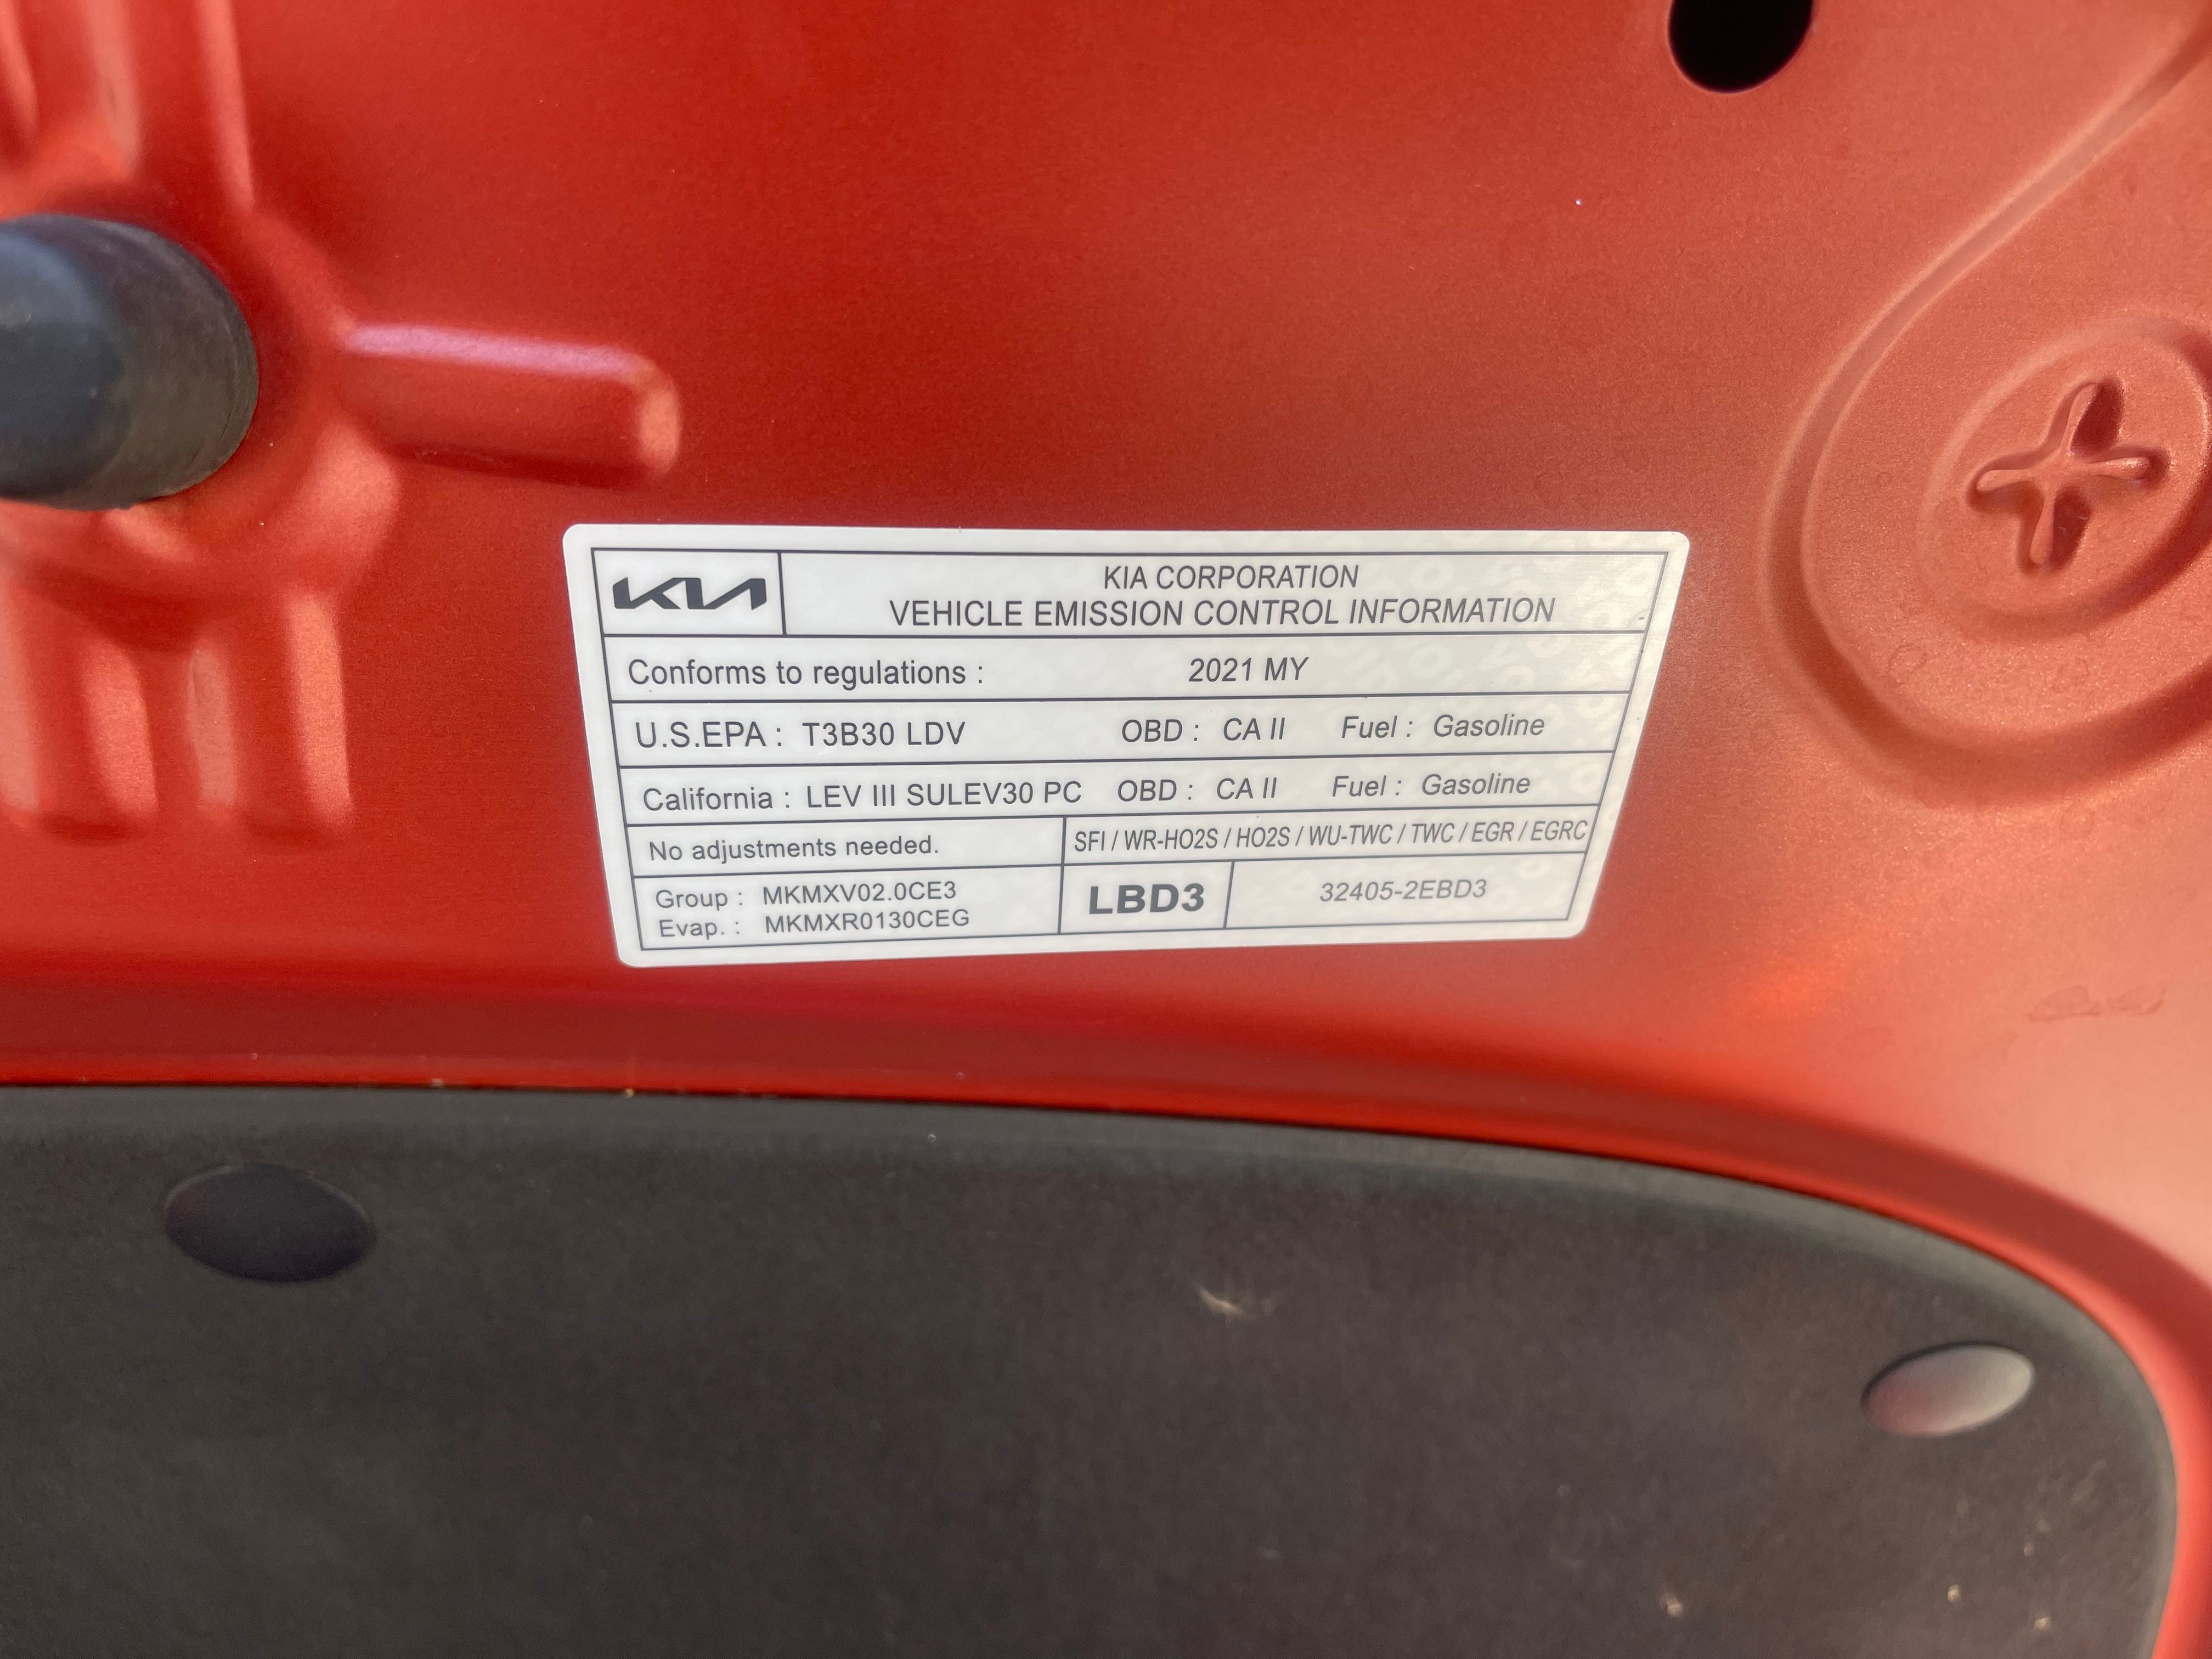 KIA
KIA CORPORATION
VEHICLE EMISSION CONTROL INFORMATION
Conforms to regulations : 2021 MY
U.S.EPA : T3B30 LDV OBD : CA II Fuel : Gasoline
California : LEV III SULEV30 PC OBD : CA II Fuel : Gasoline
No adjustments needed. SFI / WR-HO2S / HO2S / WU-TWC / TWC / EGR / EGRC
Group : MKMXV02.0CE3
Evap. : MKMXR0130CEG
LBD3 32405-2EBD3